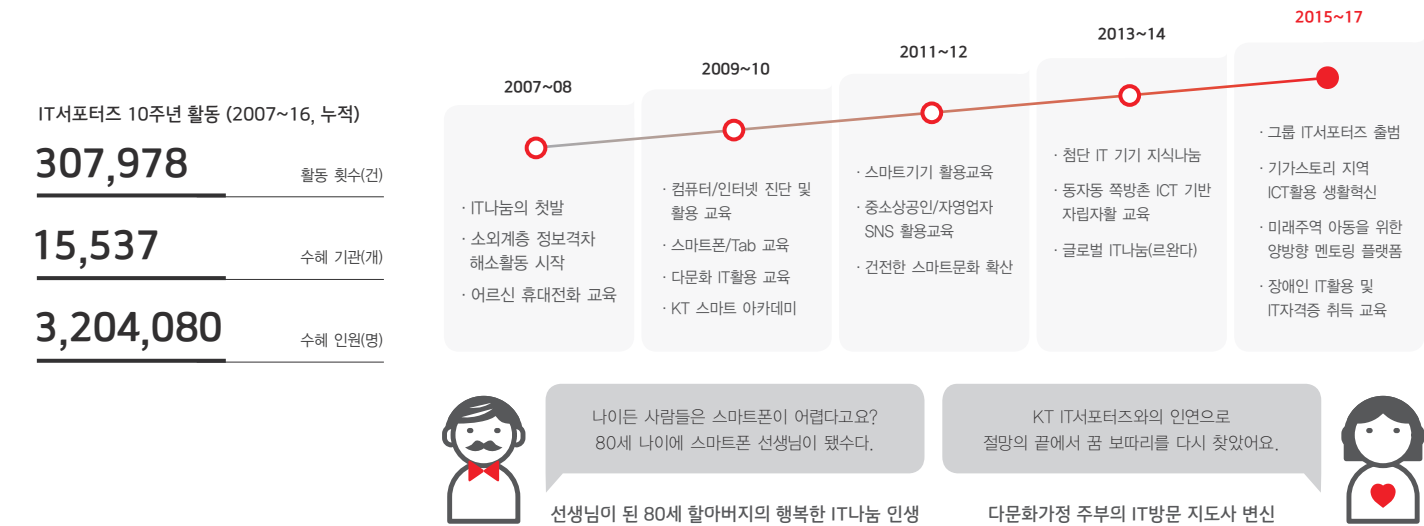 IT서포터즈 10주년 활동 (2007~16, 누적)
307,978 활동 횟수(건)
15,537 수혜 기관(개)
3,204,080 수혜 인원(명)
2007~08
· IT나눔의 첫발
· 소외계층 정보격차
해소활동 시작
· 어르신 휴대전화 교육
2009~10
· 컴퓨터/인터넷 진단 및
활용 교육
· 스마트폰/Tab 교육
· 다문화 IT활용 교육
· KT 스마트 아카데미
2011~12
· 스마트기기 활용교육
· 중소상공인/자영업자
SNS 활용교육
· 건전한 스마트문화 확산
2013~14
· 첨단 IT 기기 지식나눔
· 동자동 쪽방촌 ICT 기반
자립자활 교육
· 글로벌 IT나눔(르완다)
2015~17
· 그룹 IT서포터즈 출범
· 기가스토리 지역
ICT활용 생활혁신
· 미래주역 아동을 위한
양방향 멘토링 플랫폼
· 장애인 IT활용 및
IT자격증 취득 교육
나이든 사람들은 스마트폰이 어렵다고요?
80세 나이에 스마트폰 선생님이 됐수다.
선생님이 된 80세 할아버지의 행복한 IT나눔 인생
KT IT서포터즈와의 인연으로
절망의 끝에서 꿈 보따리를 다시 찾았어요.
다문화가정 주부의 IT방문 지도사 변신